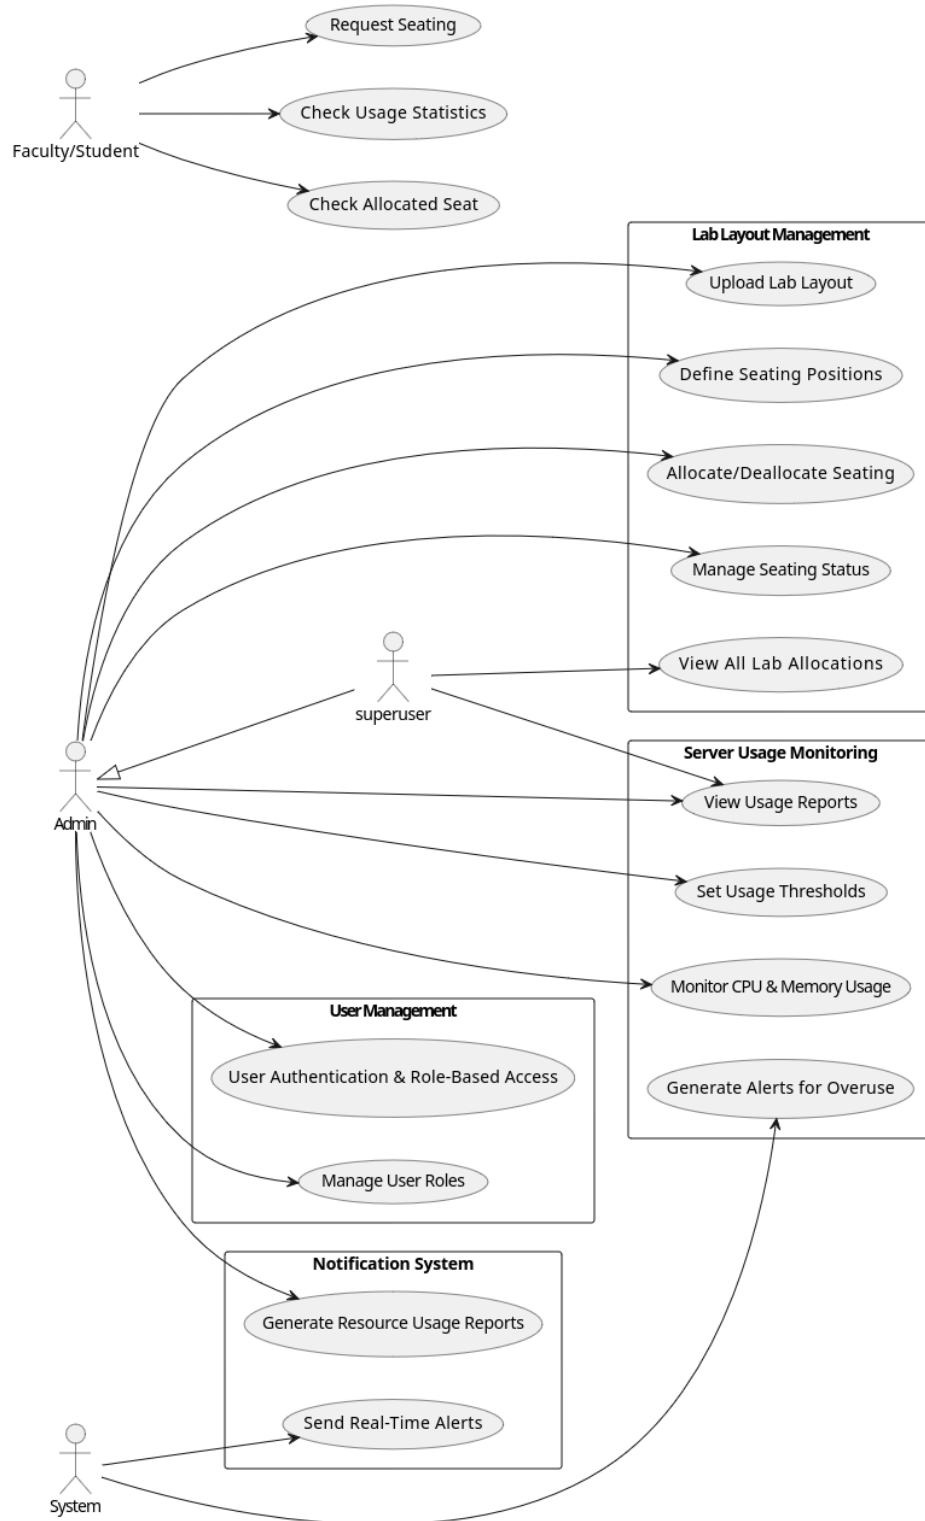 Request Seating
Check Usage Statistics
Faculty/Student
Check Allocated Seat
Lab Layout Management
Upload Lab Layout
Define Seating Positions
Allocate/Deallocate Seating
Manage Seating Status
View All Lab Allocations
superuser
Server Usage Monitoring
View Usage Reports
Admin
Set Usage Thresholds
Monitor CPU & Memory Usage
Generate Alerts for Overuse
User Management
User Authentication & Role-Based Access
Manage User Roles
Notification System
Generate Resource Usage Reports
Send Real-Time Alerts
System